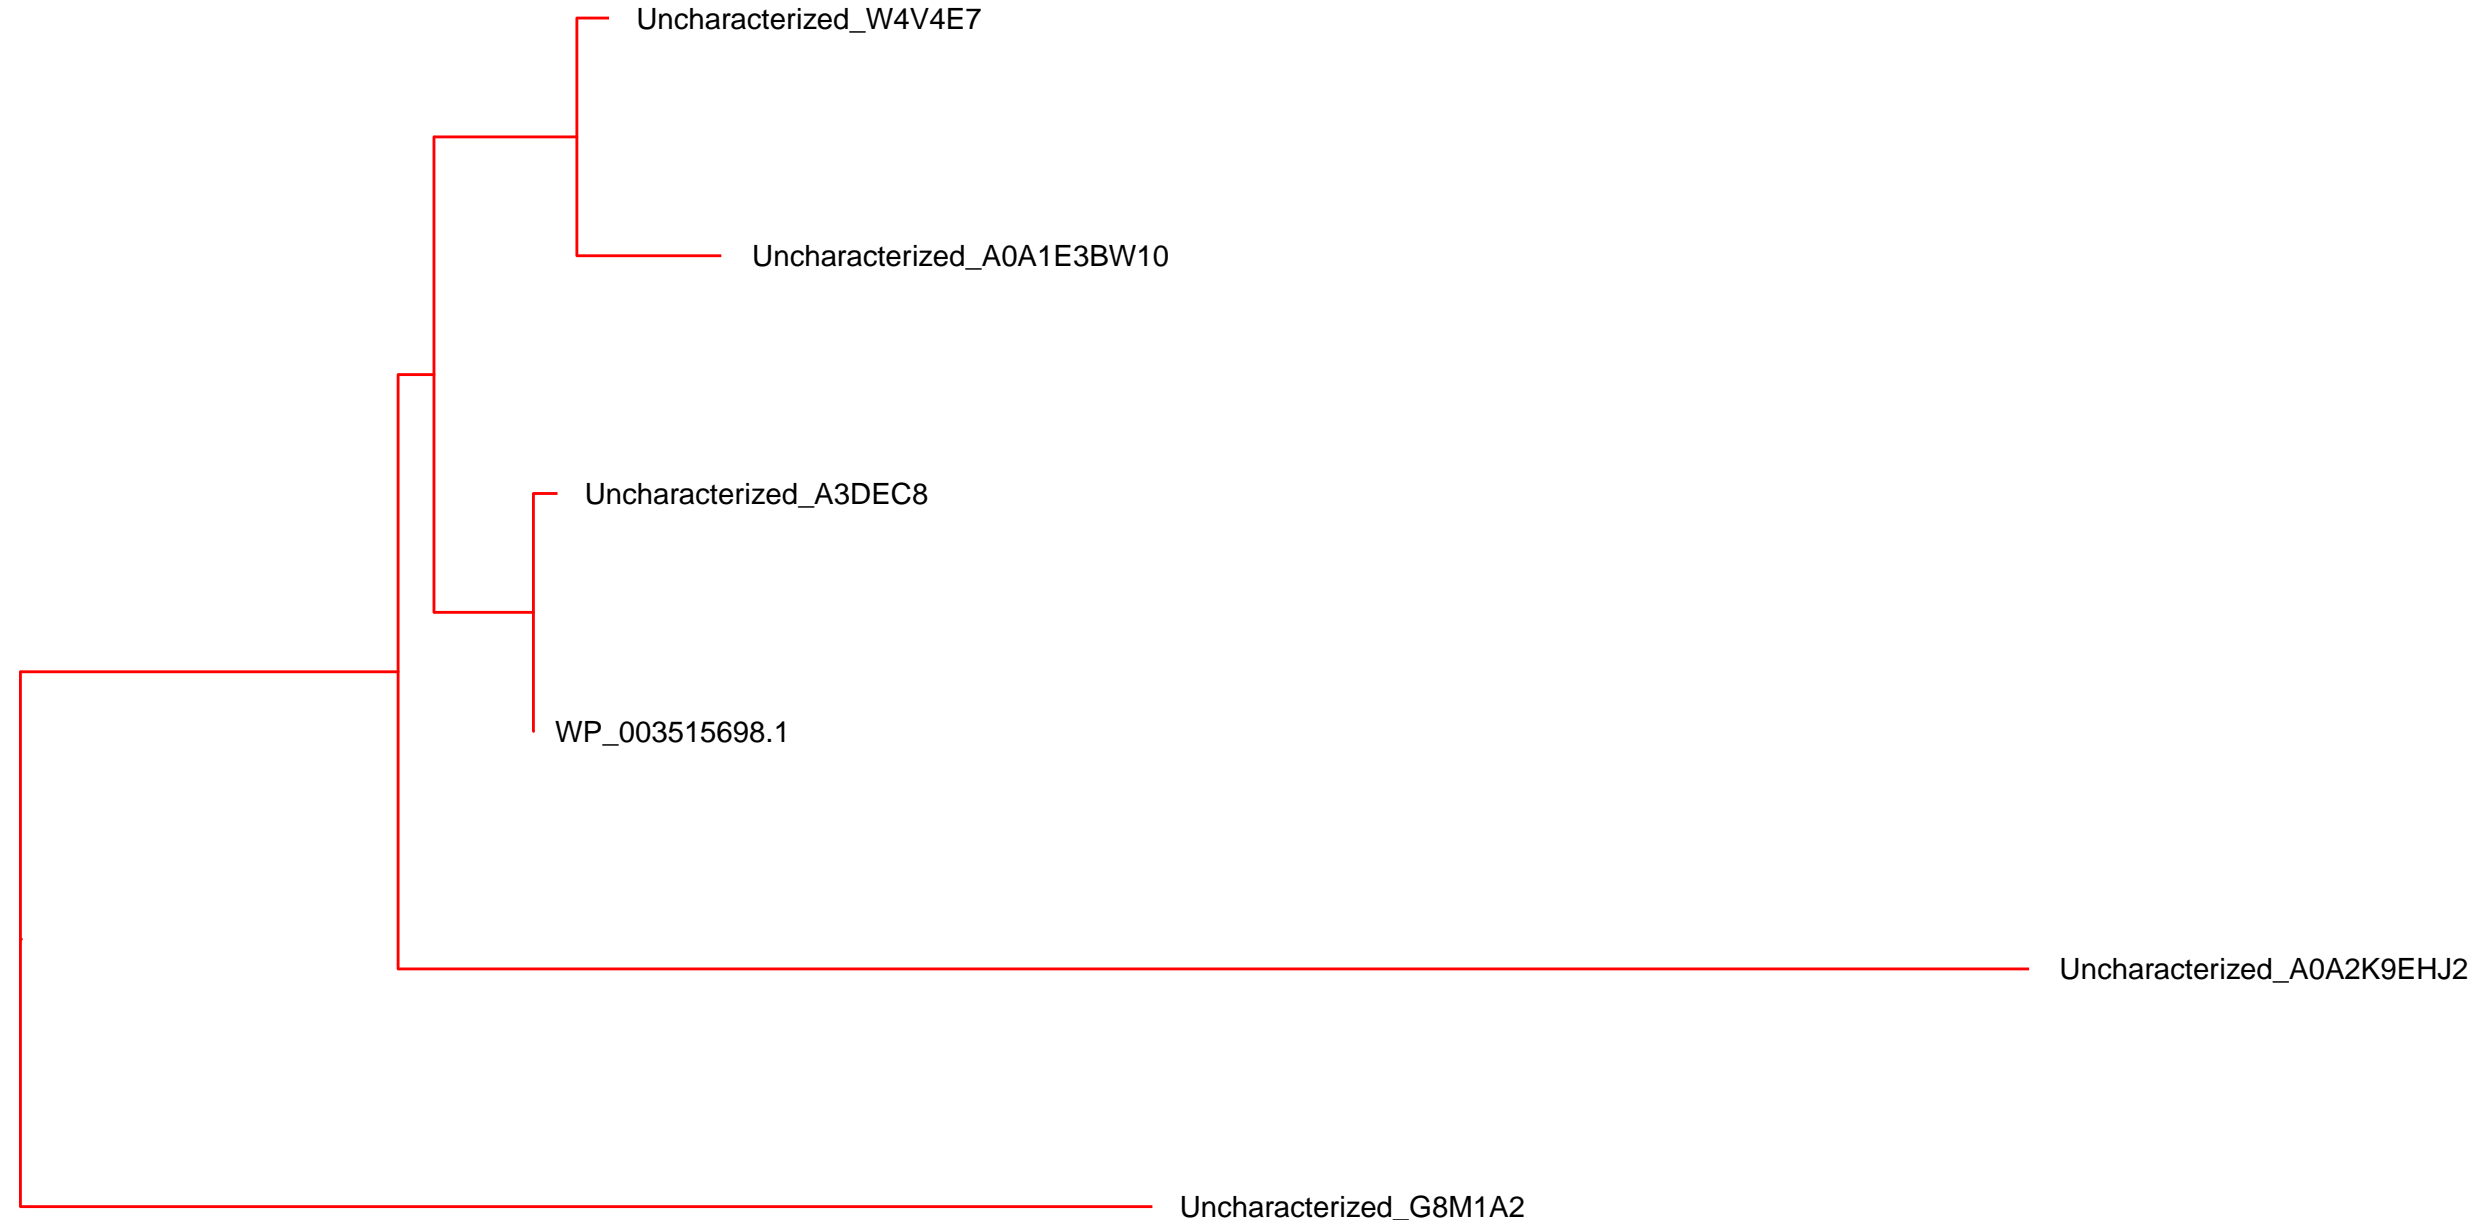 Uncharacterized_W4V4E7
Uncharacterized_A0A1E3BW10
Uncharacterized_A3DEC8
WP_003515698.1
Uncharacterized_A0A2K9EHJ2
Uncharacterized_G8M1A2